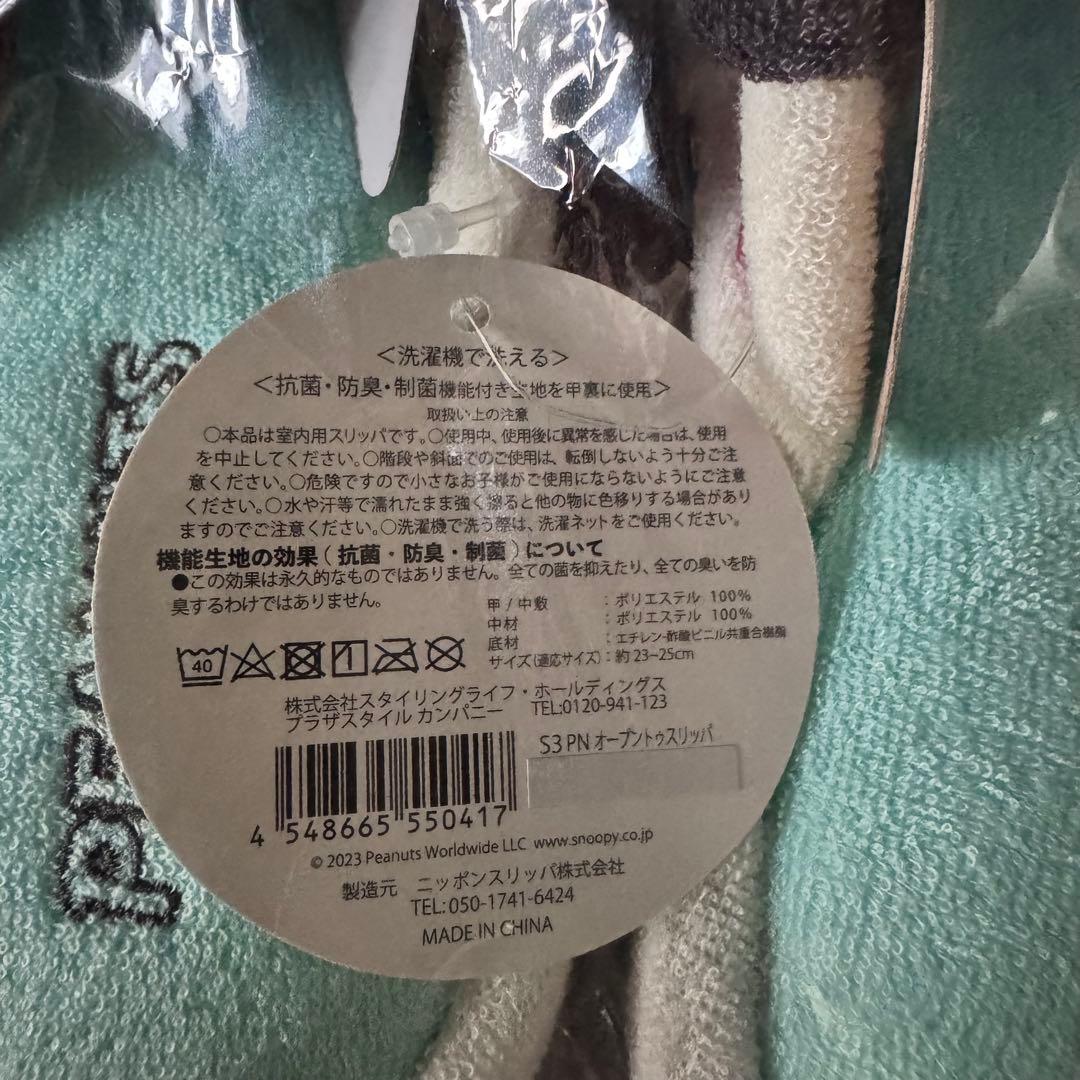 ＜洗濯機で洗える＞
＜抗菌・防臭・制菌機能付き生地を甲裏に使用＞
取扱い上の注意
○本品は室内用スリッパです。○使用中、使用後に異常を感じた場合は、使用
を中止してください。○階段や斜面でのご使用は、転倒しないよう十分ご注
意ください。○危険ですので小さなお子様がご使用にならないようにご注意
ください。○水や汗等で濡れたまま強く擦ると他の物に色移りする場合があり
ますのでご注意ください。○洗濯機で洗う際は、洗濯ネットをご使用ください。
機能生地の効果（抗菌・防臭・制菌）について
●この効果は永久的なものではありません。全ての菌を抑えたり、全ての臭いを防
臭するわけではありません。
甲/中敷 ：ポリエステル 100%
中材 ：ポリエステル 100%
底材 ：エチレン-酢酸ビニル共重合樹脂
サイズ(適応サイズ)：約23~25cm
40 1
株式会社スタイリングライフ・ホールディングス
プラザスタイル カンパニー TEL:0120-941-123
S3 PN オープントゥスリッパ
4 548665 550417
© 2023 Peanuts Worldwide LLC www.snoopy.co.jp
製造元 ニッポンスリッパ株式会社
TEL:050-1741-6424
MADE IN CHINA
PEANUTS